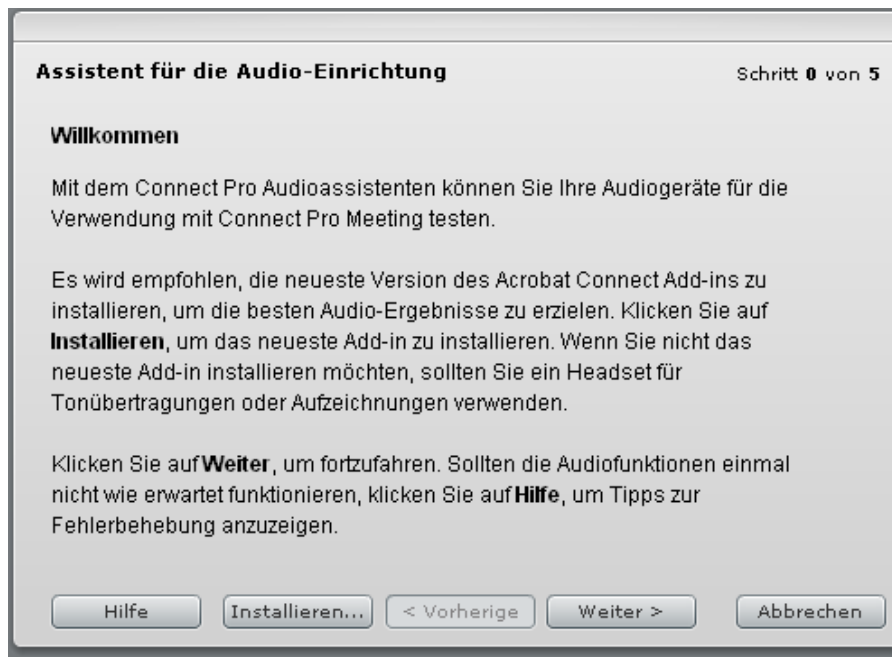 Assistent für die Audio-Einrichtung
Schritt 0 von 5
Willkommen
Mit dem Connect Pro Audioassistenten können Sie Ihre Audiogeräte für die
Verwendung mit Connect Pro Meeting testen.
Es wird empfohlen, die neueste Version des Acrobat Connect Add-ins zu
installieren, um die besten Audio-Ergebnisse zu erzielen. Klicken Sie auf
Installieren, um das neueste Add-in zu installieren. Wenn Sie nicht das
neueste Add-in installieren möchten, sollten Sie ein Headset für
Tonübertragungen oder Aufzeichnungen verwenden.
Klicken Sie auf Weiter, um fortzufahren. Sollten die Audiofunktionen einmal
nicht wie erwartet funktionieren, klicken Sie auf Hilfe, um Tipps zur
Fehlerbehebung anzuzeigen.
Hilfe Installieren... < Vorherige Weiter > Abbrechen